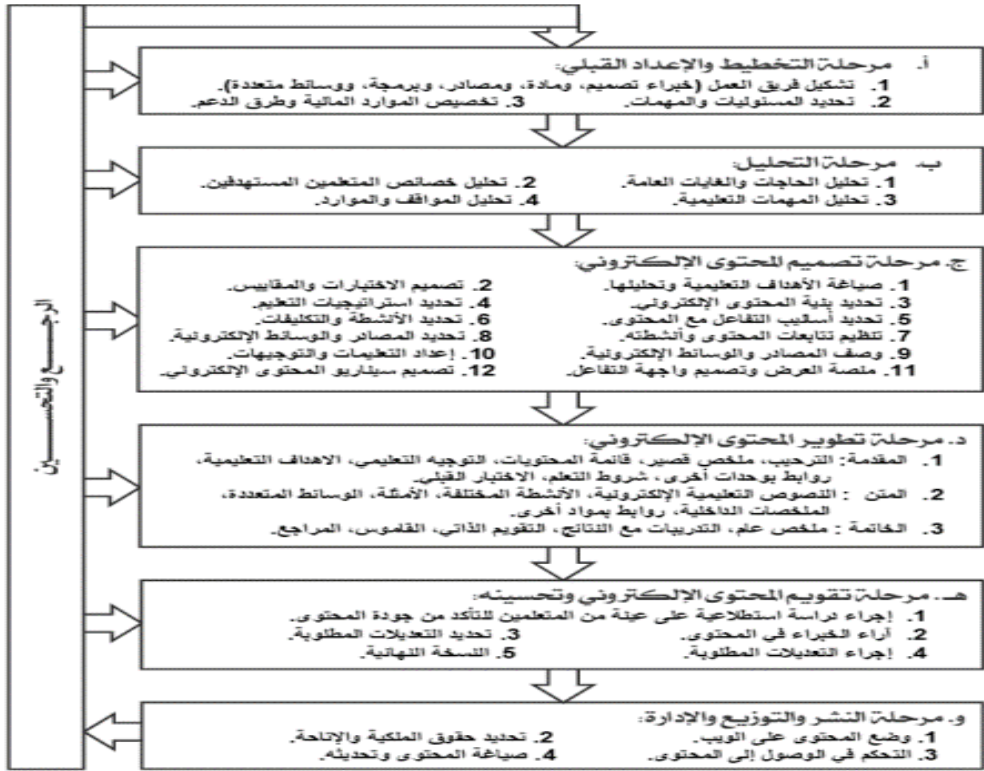 أ. مرحلة التخطيط والإعداد القبلي:
1. تشكيل فريق العمل (خبراء تصميم، ومادة، ومصادر، وبرمجة، ووسائط متعددة).
2. تحديد المسئوليات والمهمات. 3. تخصيص الموارد المالية وطرق الدعم.
ب. مرحلة التحليل:
1. تحليل الحاجات والغايات العامة. 2. تحليل خصائص المتعلمين المستهدفين.
3. تحليل المهمات التعليمية. 4. تحليل المواقف والموارد.
ج. مرحلة تصميم المحتوى الإلكتروني:
1. صياغة الأهداف التعليمية وتحليلها. 2. تصميم الاختبارات والمقاييس.
3. تحديد بنية المحتوى الإلكتروني. 4. تحديد استراتيجيات التعليم.
5. تحديد أساليب التفاعل مع المحتوى. 6. تحديد الأنشطة والتكليفات.
7. تنظيم تتابعات المحتوى وأنشطته. 8. تحديد المصادر والوسائط الإلكترونية.
9. وصف المصادر والوسائط الإلكترونية. 10. إعداد التعليمات والتوجيهات.
11. منصة العرض وتصميم واجهة التفاعل. 12. تصميم سيناريو المحتوى الإلكتروني.
د. مرحلة تطوير المحتوى الإلكتروني:
1. المقدمة: الترحيب، ملخص قصير، قائمة المحتويات، التوجيه التعليمي، الاهداف التعليمية،
روابط بوحدات أخرى، شروط التعلم، الاختبار القبلي.
2. المتن : النصوص التعليمية الإلكترونية، الأنشطة المختلفة، الأمثلة، الوسائط المتعددة،
الملخصات الداخلية، روابط بمواد أخرى.
3. الخاتمة : ملخص عام، التدريبات مع النتائج، التقويم الذاتي، القاموس، المراجع.
هـ. مرحلة تقويم المحتوى الإلكتروني وتحسينه:
1. إجراء دراسة استطلاعية على عينة من المتعلمين للتأكد من جودة المحتوى.
2. آراء الخبراء في المحتوى. 3. تحديد التعديلات المطلوبة.
4. إجراء التعديلات المطلوبة. 5. النسخة النهائية.
و. مرحلة النشر والتوزيع والإدارة:
1. وضع المحتوى على الويب. 2. تحديد حقوق الملكية والإتاحة.
3. التحكم في الوصول إلى المحتوى. 4. صياغة المحتوى وتحديثه.
الرجـــع والتحســـين